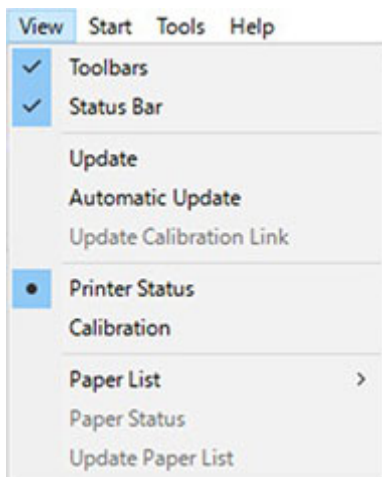 View Start Tools Help
Toolbars
Status Bar
Update
Automatic Update
Update Calibration Link
Printer Status
Calibration
Paper List
Paper Status
Update Paper List